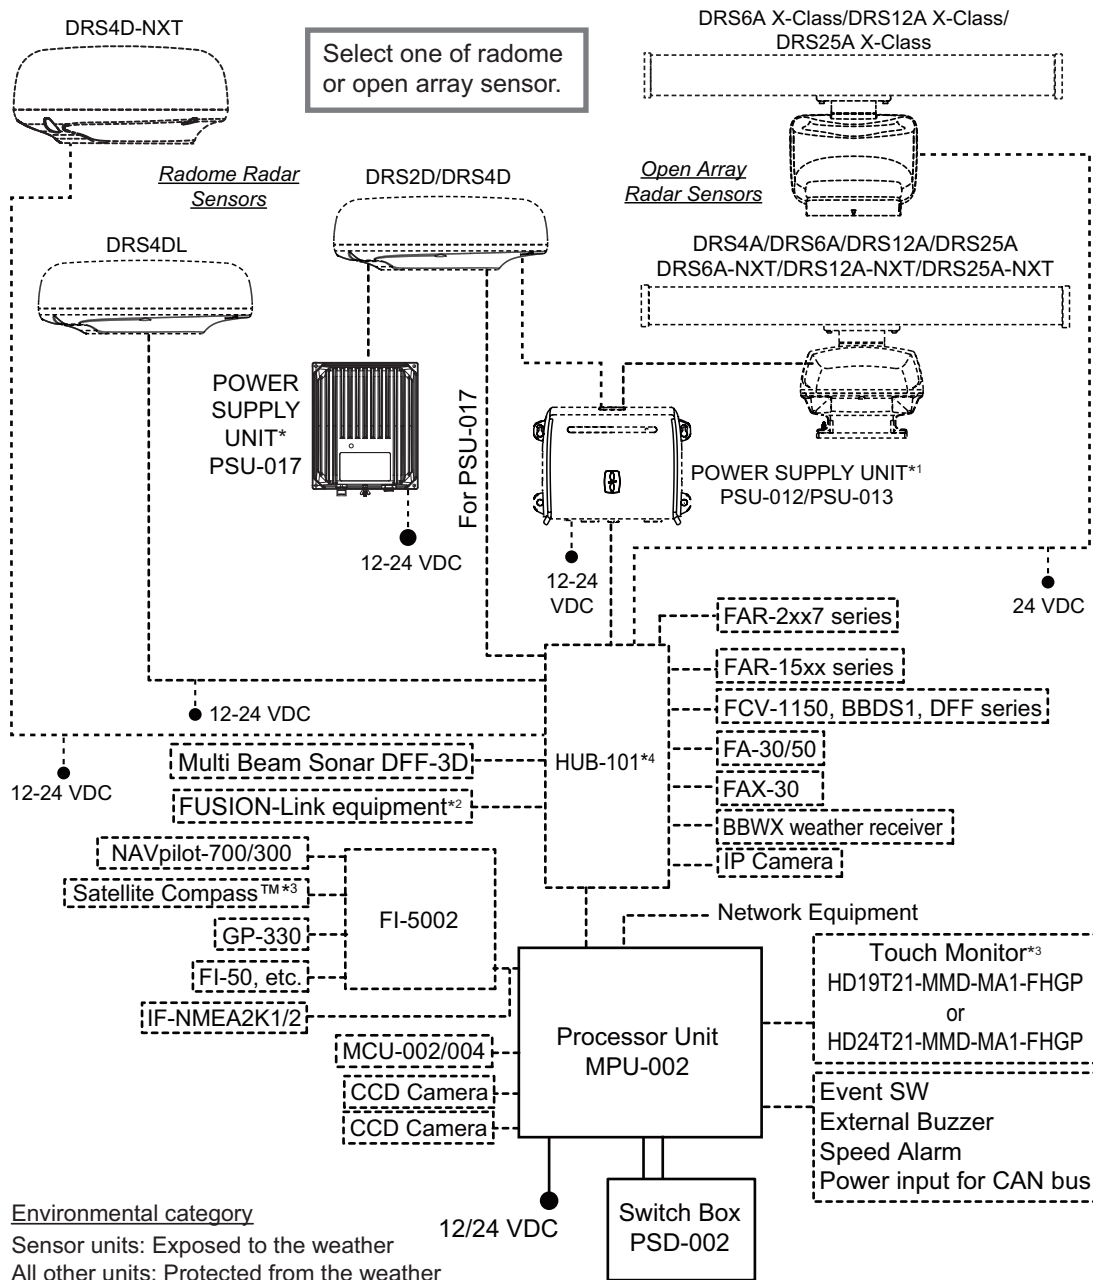 DRS4D-NXT
Select one of radome
or open array sensor.
DRS6A X-Class/DRS12A X-Class/
DRS25A X-Class
Radome Radar
Sensors
DRS2D/DRS4D
Open Array
Radar Sensors
DRS4DL
DRS4A/DRS6A/DRS12A/DRS25A
DRS6A-NXT/DRS12A-NXT/DRS25A-NXT
POWER
SUPPLY
UNIT*
PSU-017
For PSU-017
POWER SUPPLY UNIT*1
PSU-012/PSU-013
12-24 VDC
12-24
VDC
24 VDC
12-24 VDC
12-24 VDC
HUB-101*4
FAR-2xx7 series
FAR-15xx series
FCV-1150, BBDS1, DFF series
FA-30/50
FAX-30
BBWX weather receiver
IP Camera
Multi Beam Sonar DFF-3D
FUSION-Link equipment*2
NAVpilot-700/300
Satellite Compass™*3
GP-330
FI-50, etc.
FI-5002
IF-NMEA2K1/2
MCU-002/004
CCD Camera
CCD Camera
Network Equipment
Processor Unit
MPU-002
Touch Monitor*3
HD19T21-MMD-MA1-FHGP
or
HD24T21-MMD-MA1-FHGP
Event SW
External Buzzer
Speed Alarm
Power input for CAN bus
12/24 VDC
Switch Box
PSD-002
Environmental category
Sensor units: Exposed to the weather
All other units: Protected from the weather